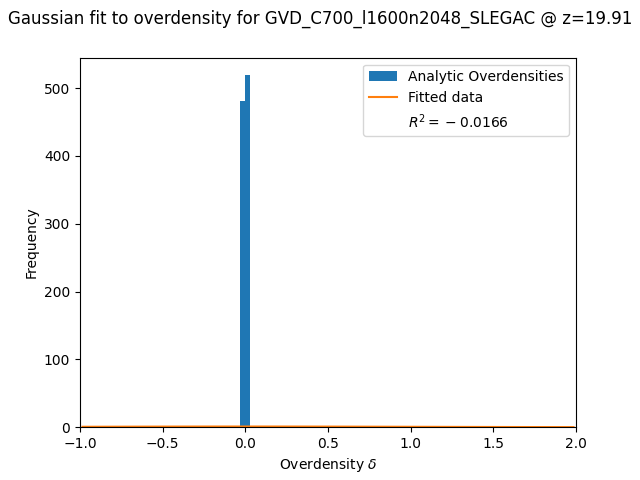 Gaussian fit to overdensity for GVD_C700_l1600n2048_SLEGAC @ z=19.91
Analytic Overdensities
Fitted data
R² = − 0.0166
Frequency
500
400
300
200
100
0
−1.0 −0.5 0.0 0.5 1.0 1.5 2.0
Overdensity δ